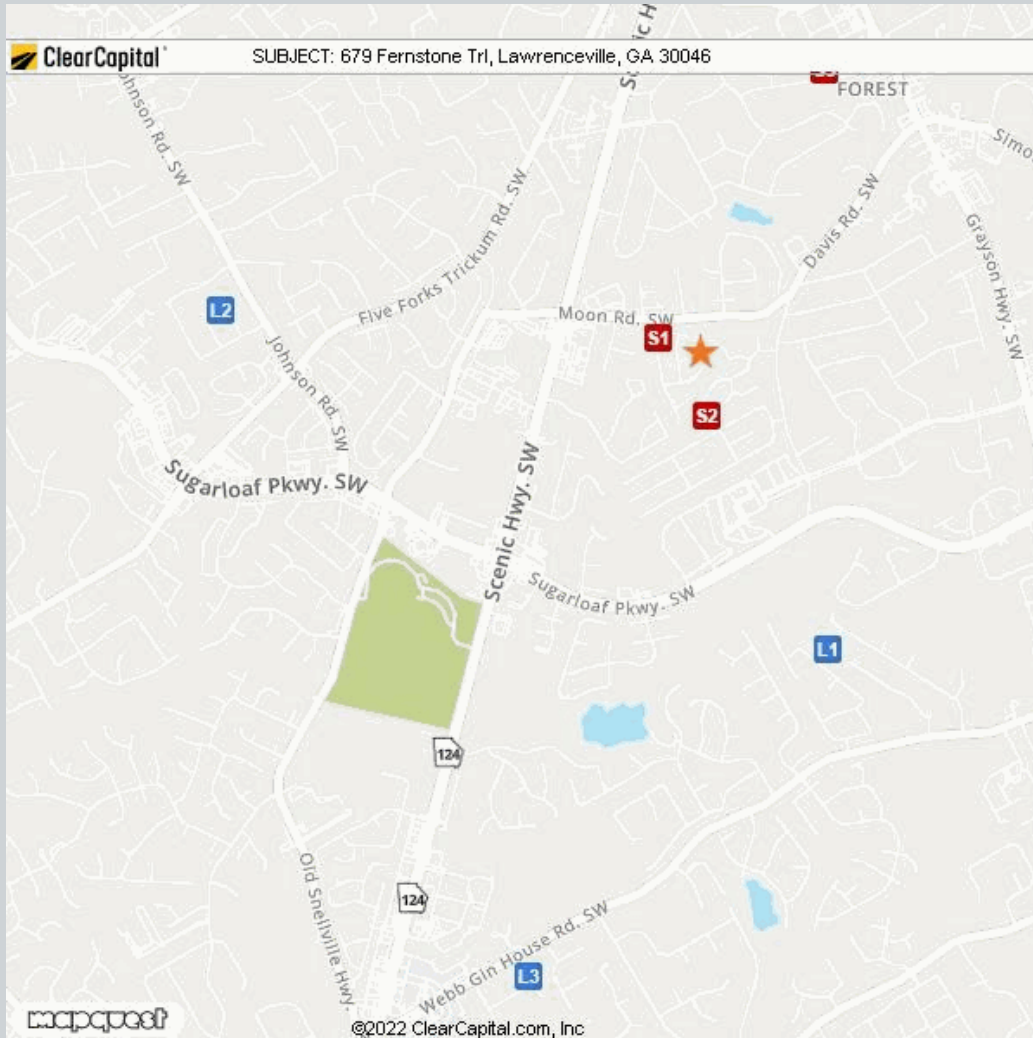 ClearCapital
SUBJECT: 679 Fernstone Trl, Lawrenceville, GA 30046
FOREST
Johnson Rd. SW
Five Forks Trickum Rd. SW
Davis Rd. SW
Grayson Hwy. SW
L2
Moon Rd. SW
S1
S2
Johnson Rd. SW
Sugarloaf Pkwy. SW
Scenic Hwy. SW
Sugarloaf Pkwy. SW
L1
124
124
Old Snellville Hwy.
Webb Gin House Rd. SW
L3
mapquest
©2022 ClearCapital.com, Inc